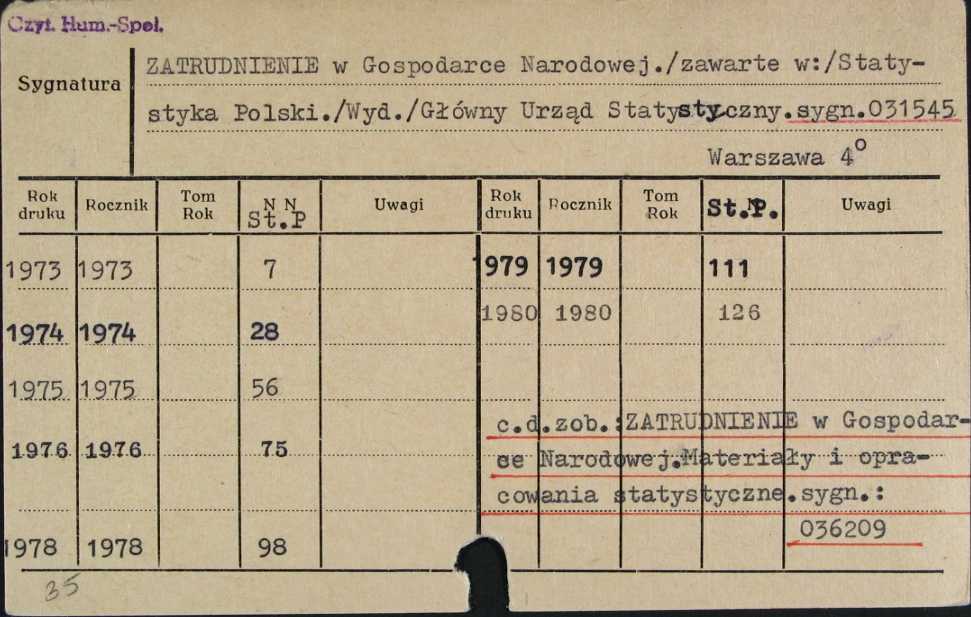 Czyt. Hum.-Społ.
Sygnatura
ZATRUDNIENIE w Gospodarce Narodowej./zawarte w:/Staty-
styka Polski./Wyd./Główny Urząd Statystyczny.sygn.031545
Warszawa 4°
Rok druku Rocznik Tom Rok N N St.P Uwagi Rok druku Rocznik Tom Rok St.P. Uwagi
1973 1973 7 1979 1979 111
1980 1980 126
1974 1974 28
1975 1975 56
c.d.zob.:ZATRUDNIENIE w Gospodar-
1976 1976 75
ce Narodowej.Materiały i opra-
cowania statystyczne.sygn.:
036209
1978 1978 98
35